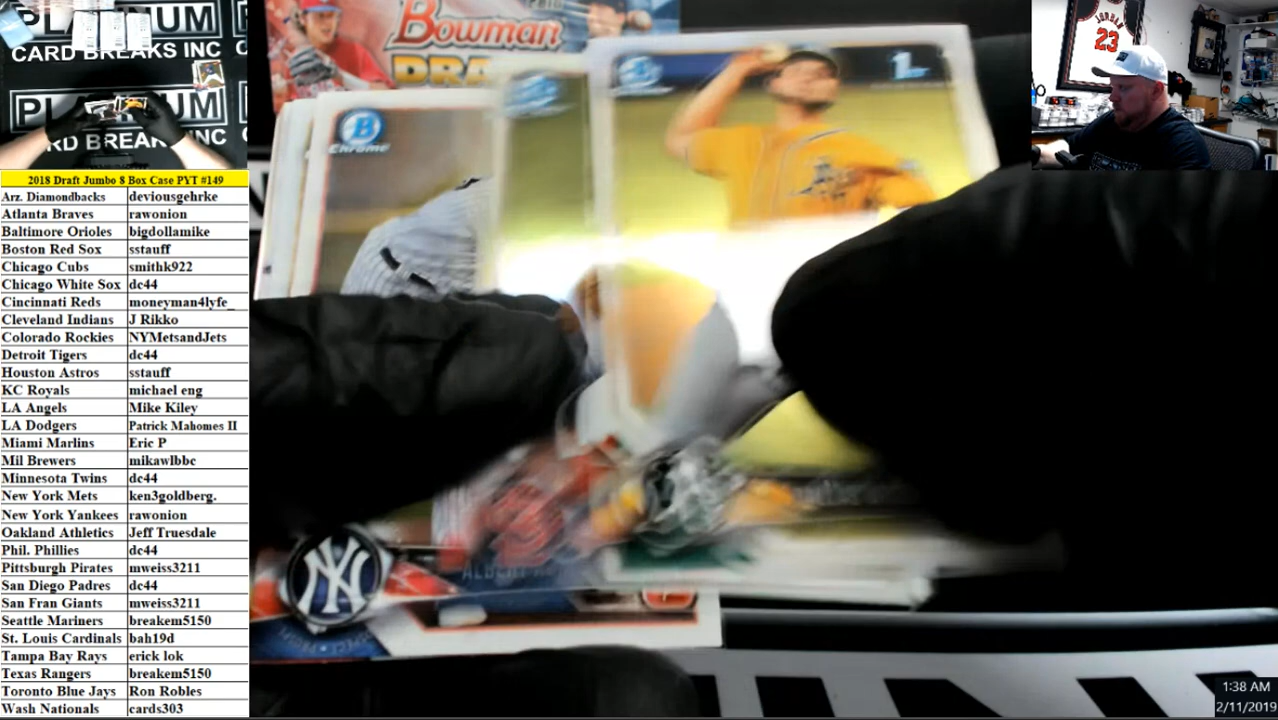 PLATINUM
CARD BREAKS INC
PLATINUM
CARD BREAKS INC
Bowman
DRA
B
Chrome
1st
NY
ALBERT
JORDAN
23
2018 Draft Jumbo 8 Box Case PYT #149
Arz. Diamondbacks deviousgehrke
Atlanta Braves rawonion
Baltimore Orioles bigdollamike
Boston Red Sox sstauff
Chicago Cubs smithk922
Chicago White Sox dc44
Cincinnati Reds moneyman4lyfe_
Cleveland Indians J Rikko
Colorado Rockies NYMetsandJets
Detroit Tigers dc44
Houston Astros sstauff
KC Royals michael eng
LA Angels Mike Kiley
LA Dodgers Patrick Mahomes II
Miami Marlins Eric P
Mil Brewers mikawlbbc
Minnesota Twins dc44
New York Mets ken3goldberg.
New York Yankees rawonion
Oakland Athletics Jeff Truesdale
Phil. Phillies dc44
Pittsburgh Pirates mweiss3211
San Diego Padres dc44
San Fran Giants mweiss3211
Seattle Mariners breakem5150
St. Louis Cardinals bah19d
Tampa Bay Rays erick lok
Texas Rangers breakem5150
Toronto Blue Jays Ron Robles
Wash Nationals cards303
1:38 AM
2/11/2019